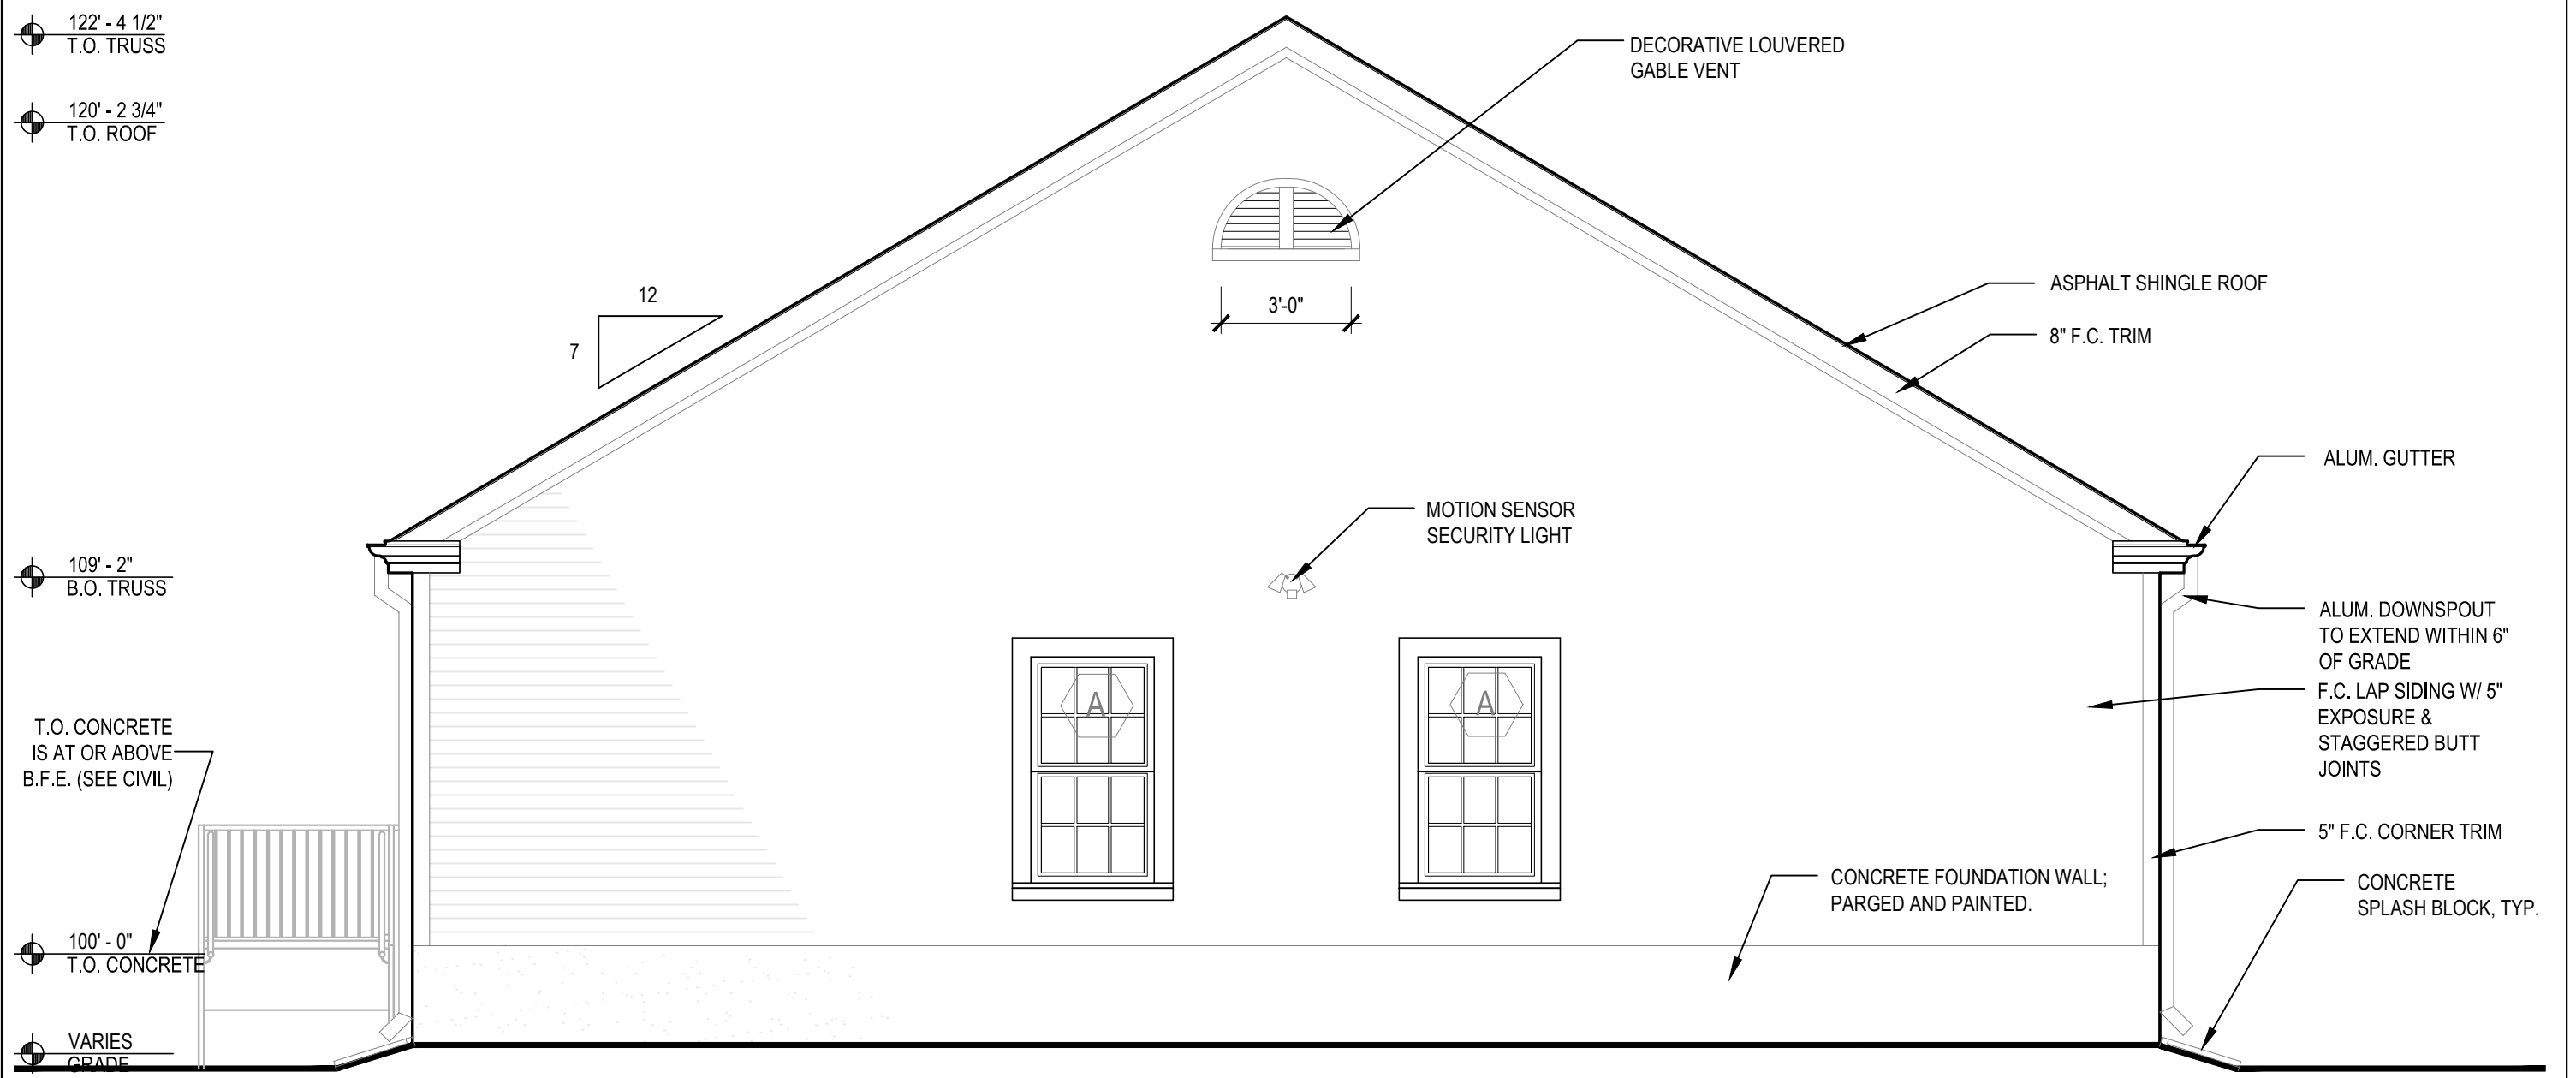 122' - 4 1/2"
T.O. TRUSS
120' - 2 3/4"
T.O. ROOF
DECORATIVE LOUVERED
GABLE VENT
12
7
3'-0"
ASPHALT SHINGLE ROOF
8" F.C. TRIM
ALUM. GUTTER
MOTION SENSOR
SECURITY LIGHT
109' - 2"
B.O. TRUSS
ALUM. DOWNSPOUT
TO EXTEND WITHIN 6"
OF GRADE
F.C. LAP SIDING W/ 5"
EXPOSURE &
STAGGERED BUTT
JOINTS
A
A
T.O. CONCRETE
IS AT OR ABOVE
B.F.E. (SEE CIVIL)
5" F.C. CORNER TRIM
CONCRETE FOUNDATION WALL;
PARGED AND PAINTED.
CONCRETE
SPLASH BLOCK, TYP.
100' - 0"
T.O. CONCRETE
VARIES
GRADE